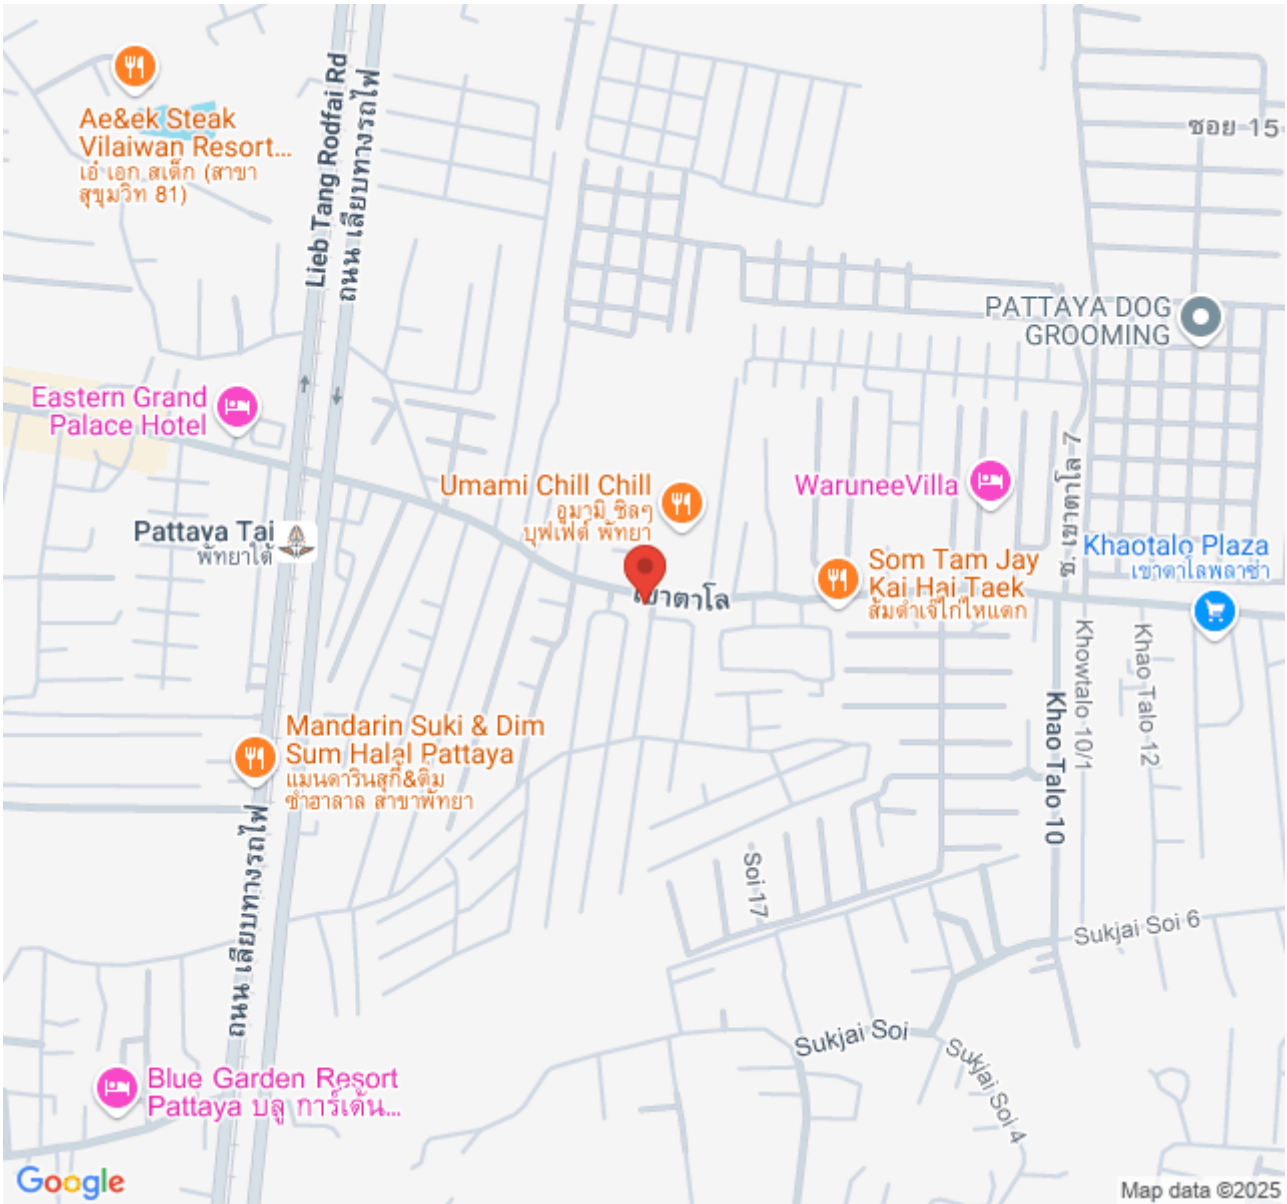 Lieb Tang Rodfai Rd
ถนน เลียบทางรถไฟ
Ae&ek Steak
Vilaiwan Resort...
เอ๋ เอก สเต็ก (สาขา
สุขุมวิท 81)
ซอย 15
PATTAYA DOG
GROOMING
Eastern Grand
Palace Hotel
Umami Chill Chill
อูมามิ ชิลๆ
บุฟเฟ่ต์ พัทยา
WaruneeVilla
ซ. เขาตาโล 7
Pattaya Tai
พัทยาใต้
Khaotalo Plaza
เขาตาโลพลาซ่า
Som Tam Jay
Kai Hai Taek
ส้มตำเจ๊ไก่ไหแตก
เขาตาโล
Khowtalo 10/1
Khao Talo 12
Khao Talo 10
Mandarin Suki & Dim
Sum Halal Pattaya
แมนดารินสุกี้&ติ่ม
ซำฮาลาล สาขาพัทยา
ถนน เลียบทางรถไฟ
Soi 17
Sukjai Soi 6
Sukjai Soi
Sukjai Soi 4
Blue Garden Resort
Pattaya บลู การ์เด้น...
Google
Map data ©2025